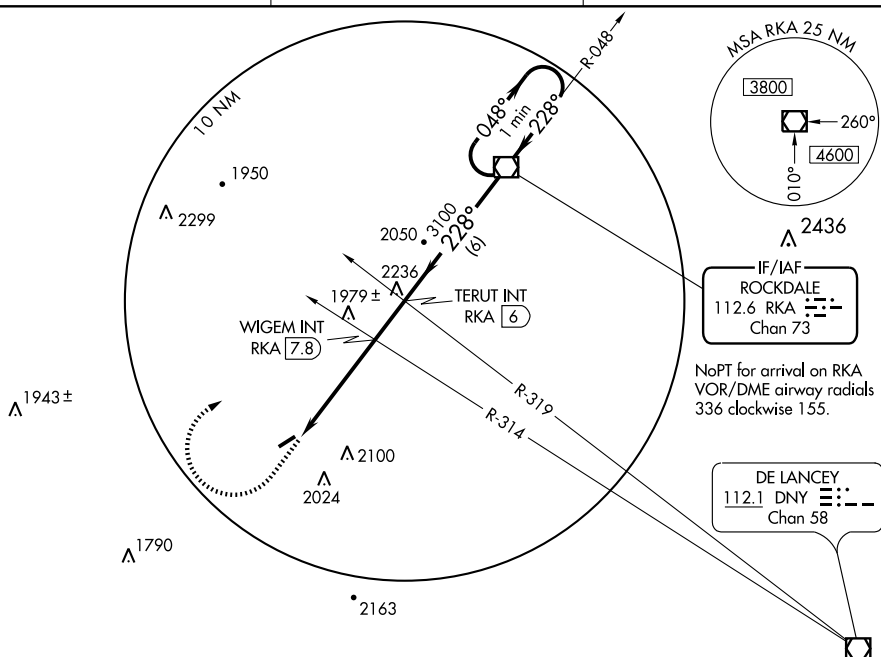 10 NM
R-048
048°
1 min
228°
MSA RKA 25 NM
3800
260°
4600
010°
1950
2299
2050
3100
228°
(6)
2436
2236
1979 ±
TERUT INT
RKA 6
WIGEM INT
RKA 7.8
IF/IAF
ROCKDALE
112.6 RKA
Chan 73
NoPT for arrival on RKA
VOR/DME airway radials
336 clockwise 155.
R-319
R-314
1943 ±
2100
2024
DE LANCEY
112.1 DNY
Chan 58
1790
2163